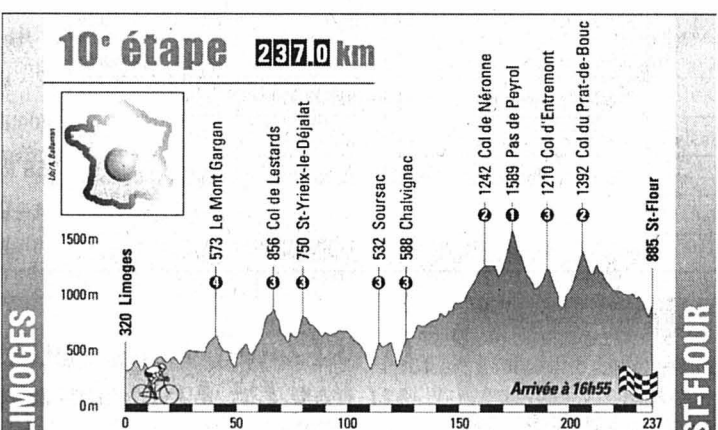 10e étape 237.0 km
Lib/A. Ballaman
320 Limoges
573 Le Mont Gargan
856 Col de Lestards
750 St-Yrieix-le-Déjalat
532 Soursac
588 Chalvignac
1242 Col de Néronne
1589 Pas de Peyrol
1210 Col d'Entremont
1392 Col du Prat-de-Bouc
885 St-Flour
4 3 3 3 3 2 1 3 2
1500 m
1000 m
500 m
0 m
Arrivée à 16h55
0 50 100 150 200 237
LIMOGES
ST-FLOUR